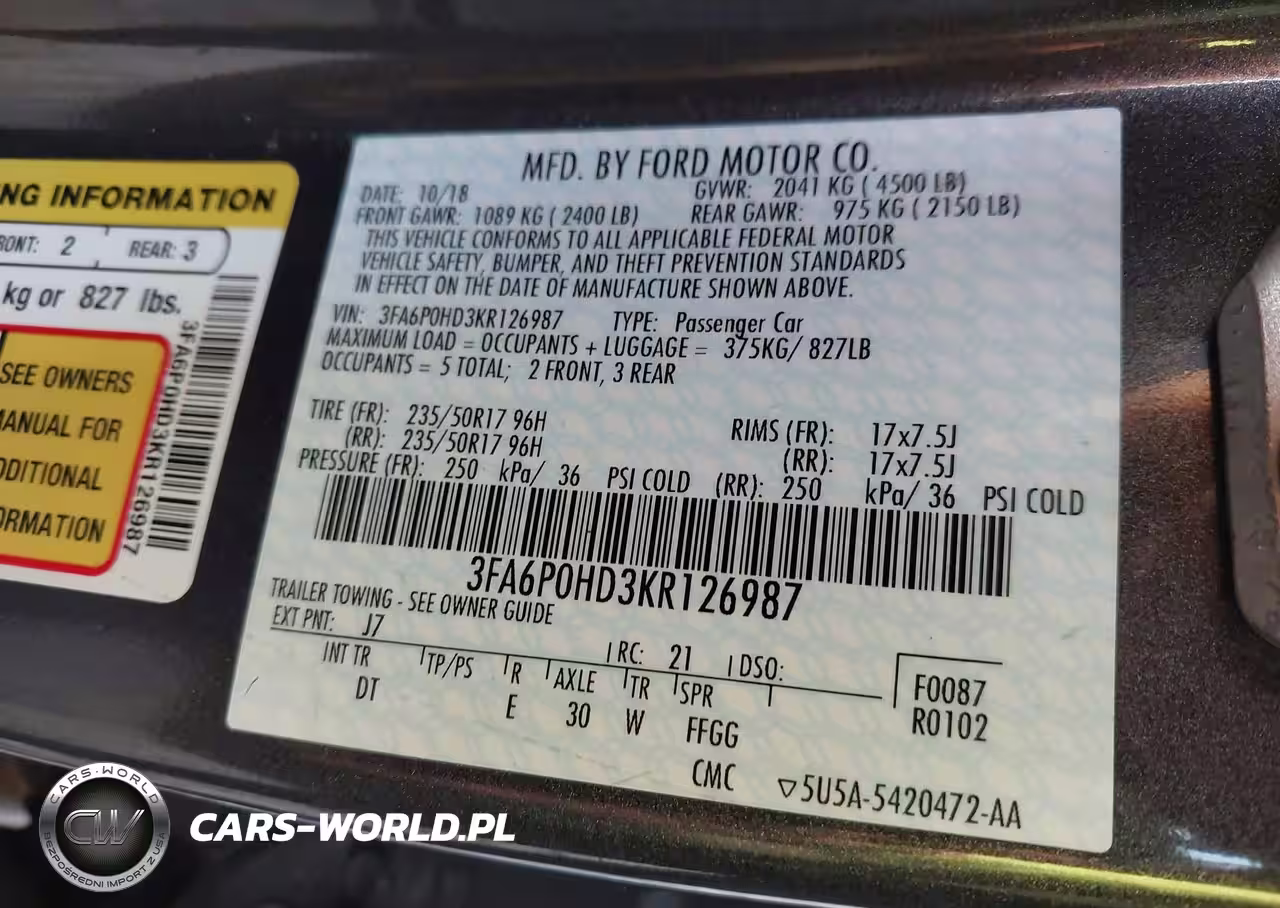 NG INFORMATION
RONT: 2 REAR: 3
kg or 827 lbs.
SEE OWNERS
MANUAL FOR
DDITIONAL
ORMATION
3FA6P0HD3KR126987
MFD. BY FORD MOTOR CO.
DATE: 10/18 GVWR: 2041 KG ( 4500 LB)
FRONT GAWR: 1089 KG ( 2400 LB) REAR GAWR: 975 KG ( 2150 LB)
THIS VEHICLE CONFORMS TO ALL APPLICABLE FEDERAL MOTOR
VEHICLE SAFETY, BUMPER, AND THEFT PREVENTION STANDARDS
IN EFFECT ON THE DATE OF MANUFACTURE SHOWN ABOVE.
VIN: 3FA6P0HD3KR126987 TYPE: Passenger Car
MAXIMUM LOAD = OCCUPANTS + LUGGAGE = 375KG/ 827LB
OCCUPANTS = 5 TOTAL; 2 FRONT, 3 REAR
TIRE (FR): 235/50R17 96H RIMS (FR): 17x7.5J
(RR): 235/50R17 96H (RR): 17x7.5J
PRESSURE (FR): 250 kPa/ 36 PSI COLD (RR): 250 kPa/ 36 PSI COLD
3FA6P0HD3KR126987
TRAILER TOWING - SEE OWNER GUIDE
EXT PNT: J7 RC: 21 DSO:
INT TR TP/PS R AXLE TR SPR F0087
DT E 30 W FFGG R0102
CMC ▽5U5A-5420472-AA
CARS-WORLD
CW
BEZPOŚREDNI IMPORT Z USA
CARS-WORLD.PL